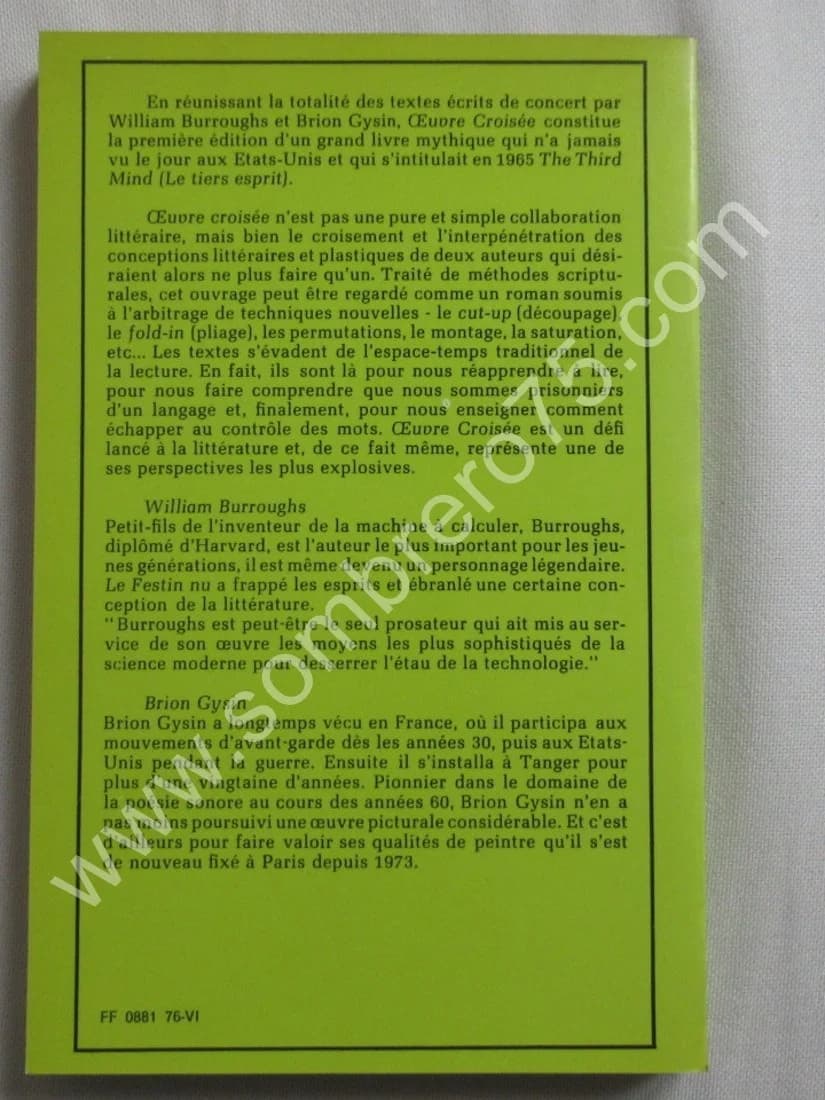 En réunissant la totalité des textes écrits de concert par
William Burroughs et Brion Gysin, Œuvre Croisée constitue
la première édition d'un grand livre mythique qui n'a jamais
vu le jour aux Etats-Unis et qui s'intitulait en 1965 The Third
Mind (Le tiers esprit).
Œuvre croisée n'est pas une pure et simple collaboration
littéraire, mais bien le croisement et l'interpénétration des
conceptions littéraires et plastiques de deux auteurs qui dési-
raient alors ne plus faire qu'un. Traité de méthodes scriptu-
rales, cet ouvrage peut être regardé comme un roman soumis
à l'arbitrage de techniques nouvelles - le cut-up (découpage),
le fold-in (pliage), les permutations, le montage, la saturation,
etc... Les textes s'évadent de l'espace-temps traditionnel de
la lecture. En fait, ils sont là pour nous réapprendre à lire,
pour nous faire comprendre que nous sommes prisonniers
d'un langage et, finalement, pour nous enseigner comment
échapper au contrôle des mots. Œuvre Croisée est un défi
lancé à la littérature et, de ce fait même, représente une de
ses perspectives les plus explosives.
William Burroughs
Petit-fils de l'inventeur de la machine à calculer, Burroughs,
diplômé d'Harvard, est l'auteur le plus important pour les jeu-
nes générations, il est même devenu un personnage légendaire.
Le Festin nu a frappé les esprits et ébranlé une certaine con-
ception de la littérature.
"Burroughs est peut-être le seul prosateur qui ait mis au ser-
vice de son œuvre les moyens les plus sophistiqués de la
science moderne pour desserrer l'étau de la technologie."
Brion Gysin
Brion Gysin a longtemps vécu en France, où il participa aux
mouvements d'avant-garde dès les années 30, puis aux Etats-
Unis pendant la guerre. Ensuite il s'installa à Tanger pour
plus d'une vingtaine d'années. Pionnier dans le domaine de
la poésie sonore au cours des années 60, Brion Gysin n'en a
pas moins poursuivi une œuvre picturale considérable. Et c'est
d'ailleurs pour faire valoir ses qualités de peintre qu'il s'est
de nouveau fixé à Paris depuis 1973.
FF 0881 76-VI
www.sombrero75.com